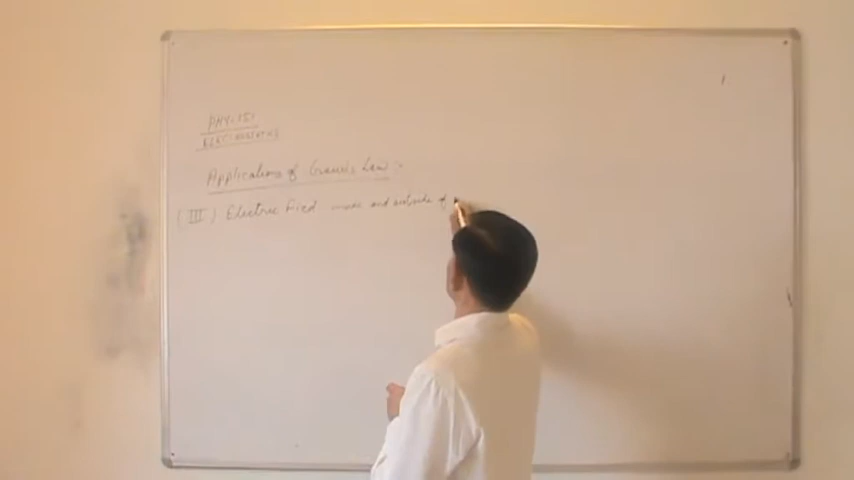 PHY-151
ELECTROSTATICS
Applications of Gauss's Law :-
(III) Electric Field inside and outside of